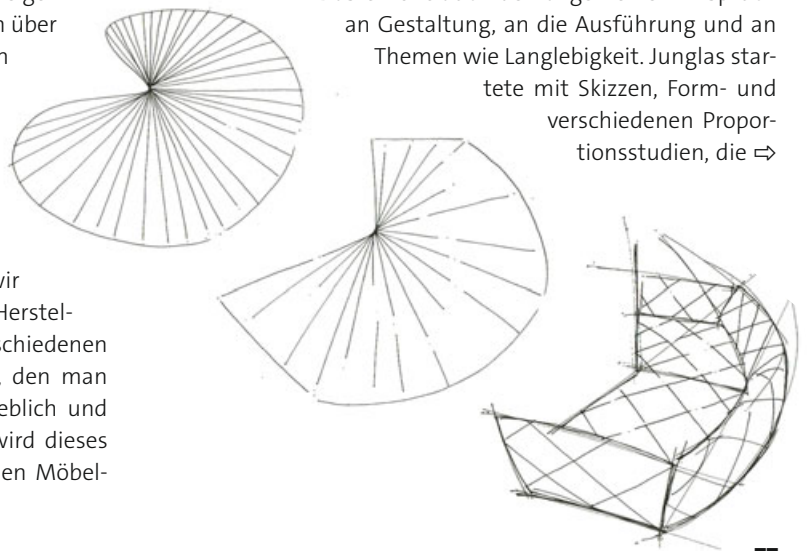 über
Herstel-
schiedenen
den man
eblich und
wird dieses
en Möbel-
an Gestaltung, an die Ausführung und an
Themen wie Langlebigkeit. Junglas star-
tete mit Skizzen, Form- und
verschiedenen Propor-
tionsstudien, die ⇨